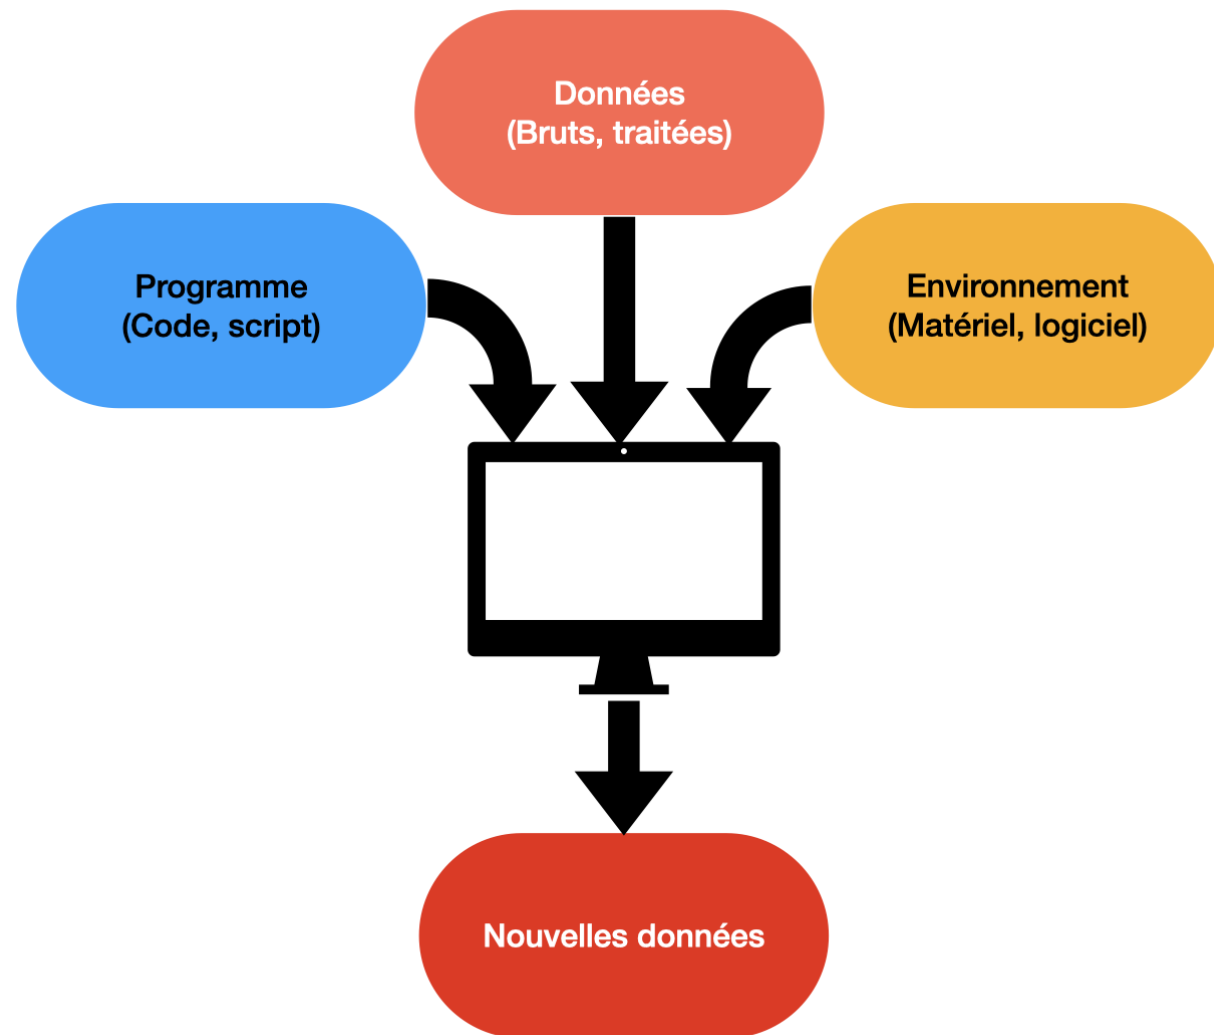 Données
(Bruts, traitées)
Programme
(Code, script)
Environnement
(Matériel, logiciel)
Nouvelles données